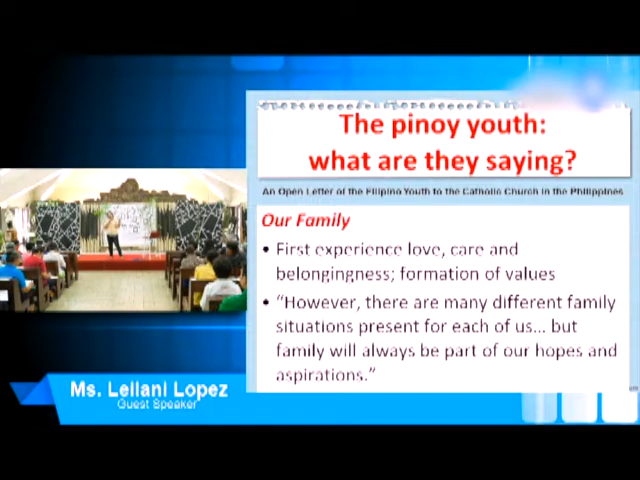 The pinoy youth:
what are they saying?
An Open Letter of the Filipino Youth to the Catholic Church in the Philippines
Our Family
• First experience love, care and
belongingness; formation of values
• “However, there are many different family
situations present for each of us... but
family will always be part of our hopes and
aspirations.”
Ms. Leilani Lopez
Guest Speaker